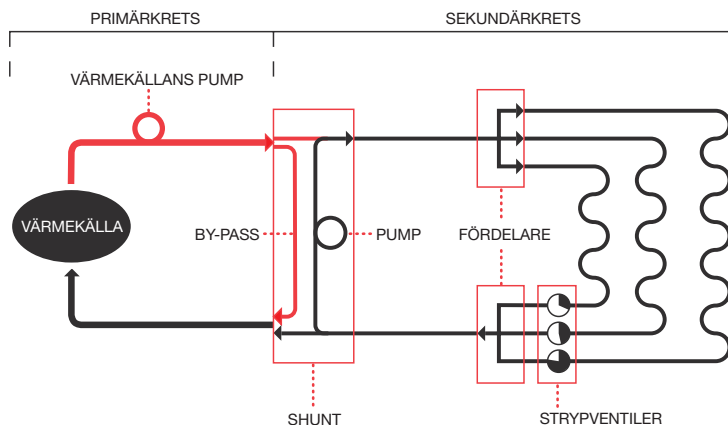 PRIMÄRKRETS
SEKUNDÄRKRETS
VÄRMEKÄLLANS PUMP
VÄRMEKÄLLA
BY-PASS
PUMP
FÖRDELARE
SHUNT
STRYPVENTILER